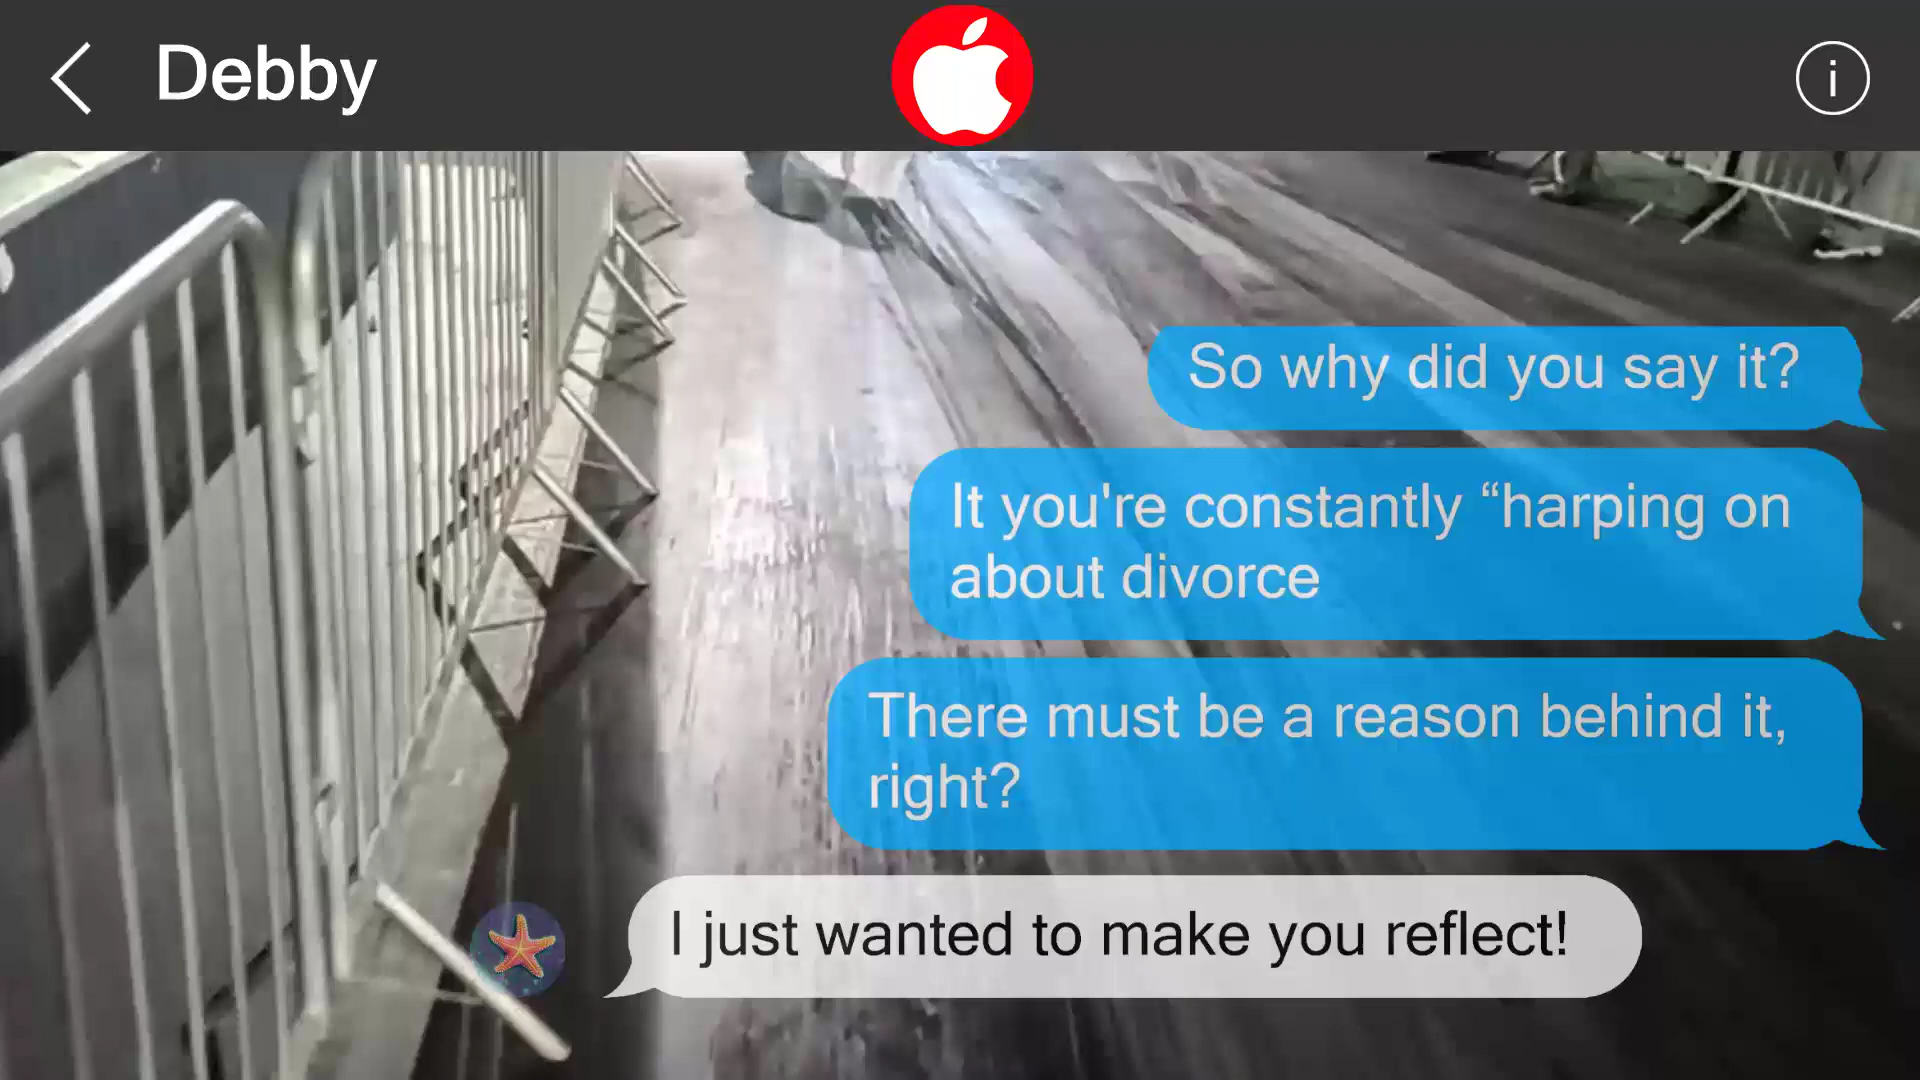 Debby
i
So why did you say it?
It you're constantly “harping on
about divorce
There must be a reason behind it,
right?
I just wanted to make you reflect!